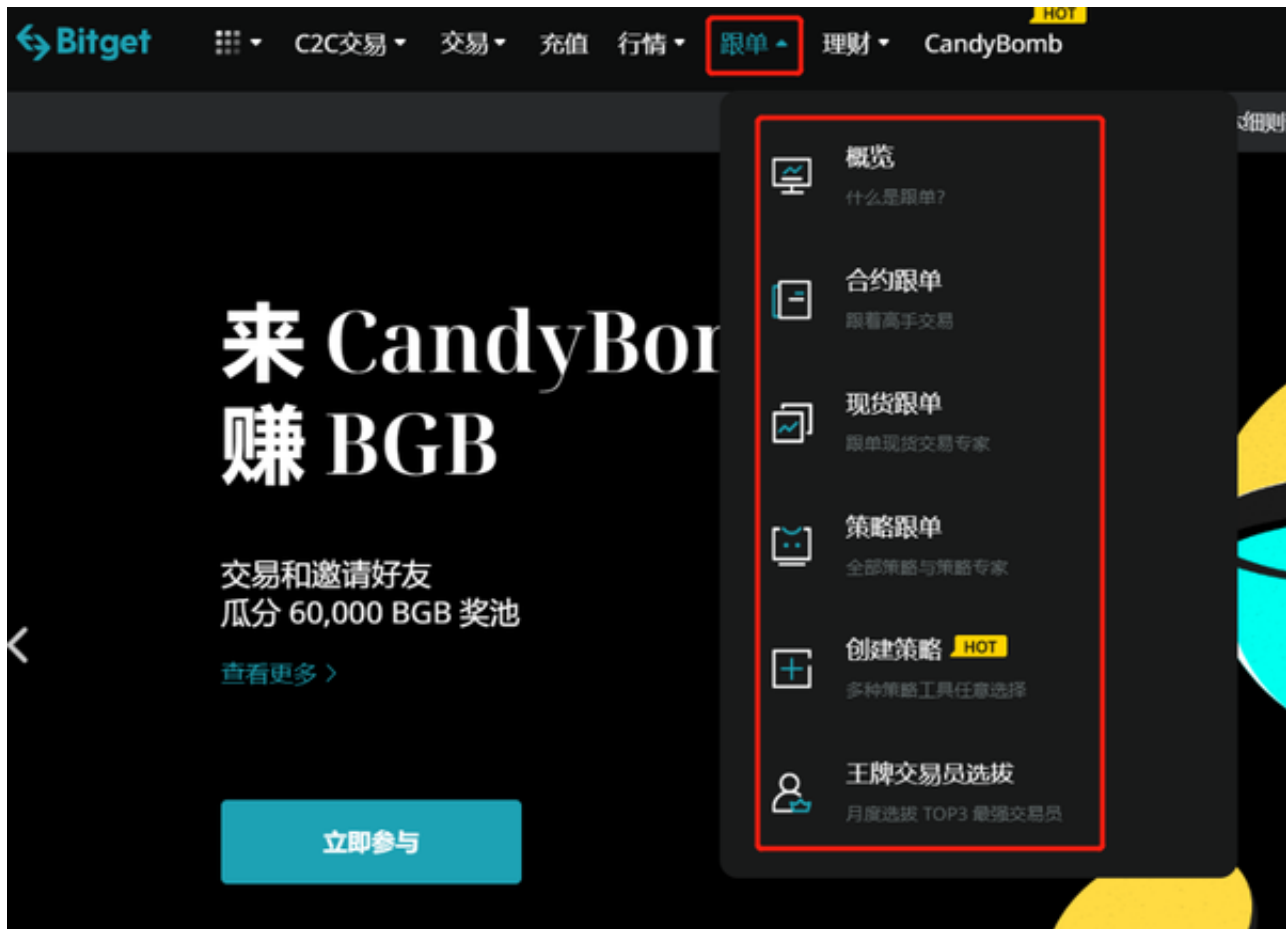 Bitget
C2C交易
交易
充值
行情
跟单
理财
CandyBomb
HOT
细则
概览
什么是跟单?
合约跟单
跟着高手交易
现货跟单
跟单现货交易专家
策略跟单
全部策略与策略专家
创建策略 HOT
多种策略工具任意选择
王牌交易员选拔
月度选拔 TOP3 最强交易员
来 CandyBom
赚 BGB
交易和邀请好友
瓜分 60,000 BGB 奖池
查看更多
立即参与